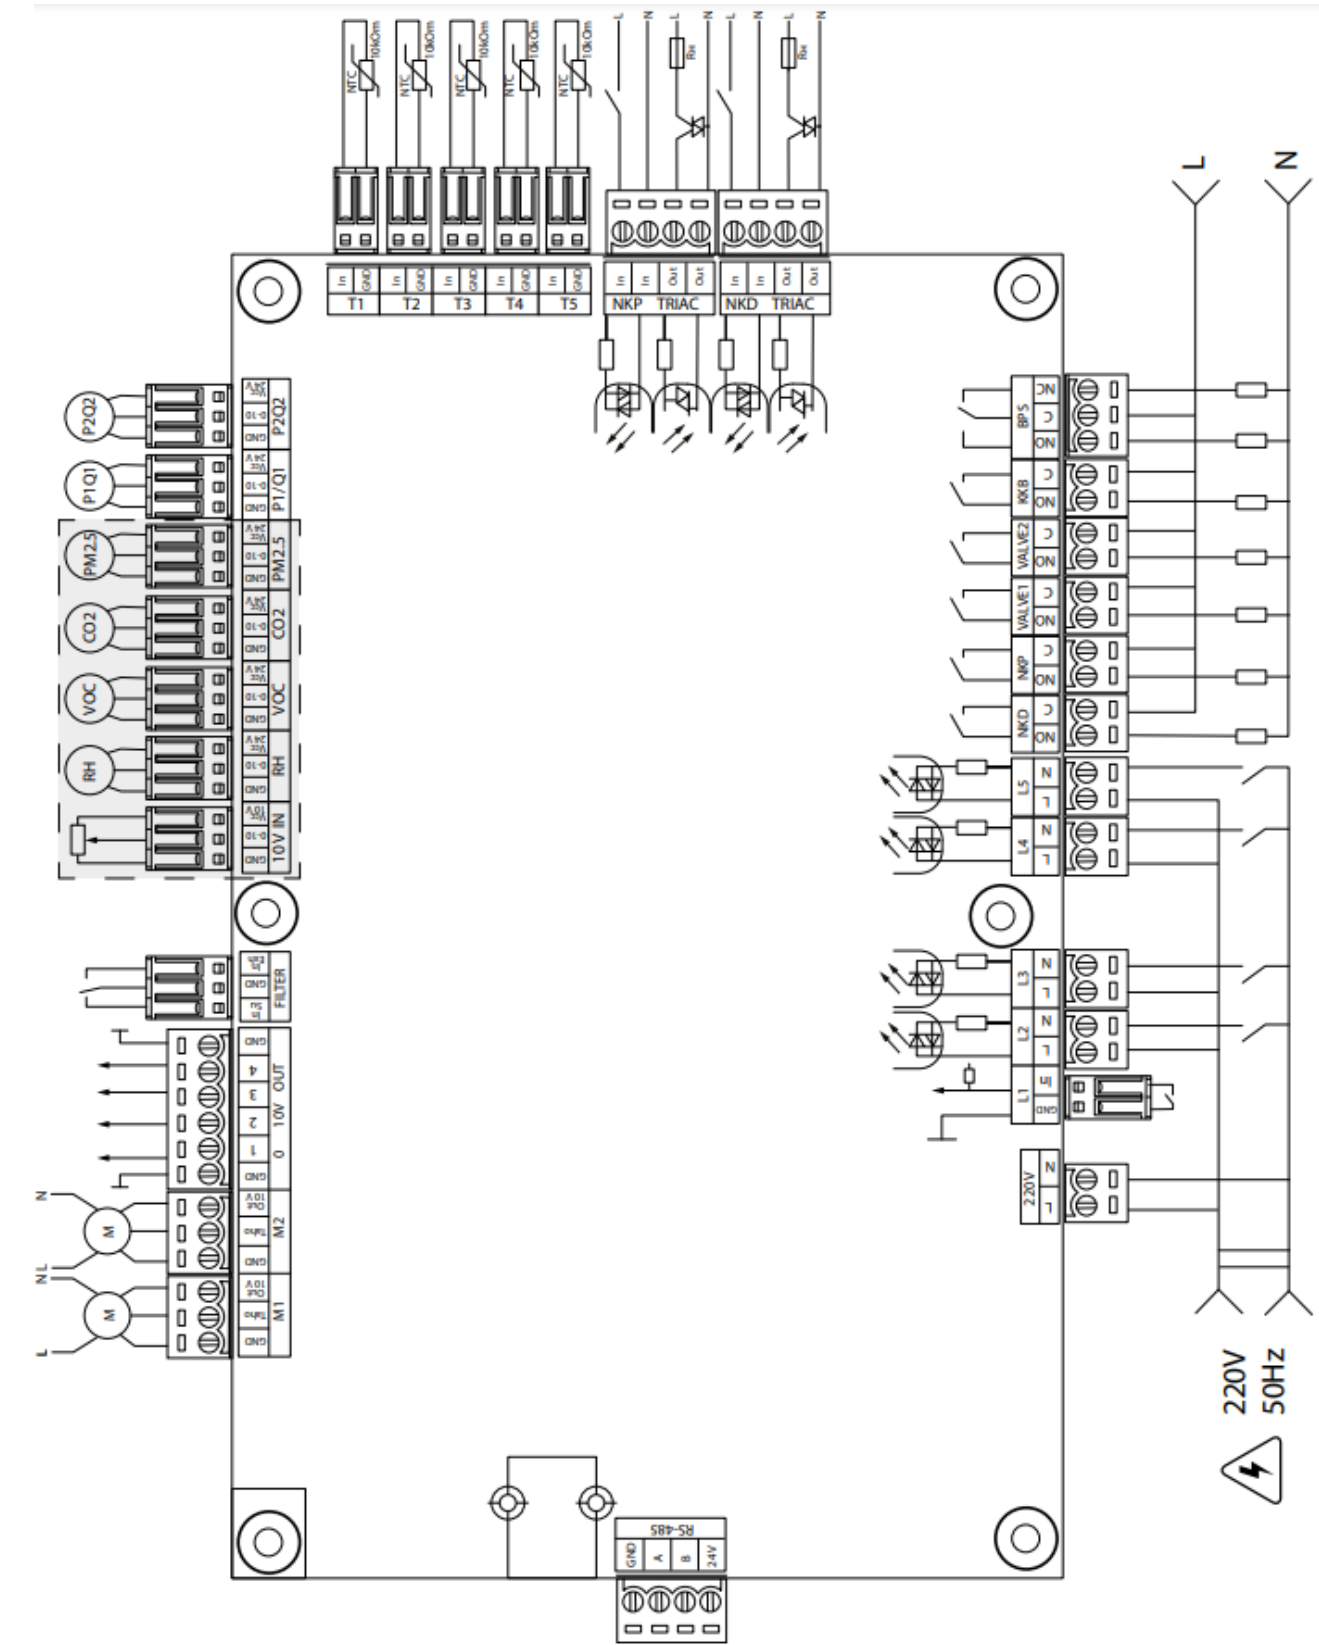 10kOm
10kOm
10kOm
10kOm
10kOm
NTC
NTC
NTC
NTC
NTC
L
N
L
N
L
N
L
N
RH
RH
In
GND
In
GND
In
GND
In
GND
In
GND
T1
T2
T3
T4
T5
In
In
Out
Out
In
In
Out
Out
NKP
TRIAC
NKD
TRIAC
L
N
P2Q2
Vcc 24V
0-10
GND
P2Q2
P1Q1
Vcc 24V
0-10
GND
P1/Q1
PM2.5
Vcc 24V
0-10
GND
PM2.5
CO2
Vcc 24V
0-10
GND
CO2
VOC
Vcc 24V
0-10
GND
VOC
RH
Vcc 24V
0-10
GND
RH
Vcc 10V
0-10
GND
10V IN
In Exh
GND
In Su
FILTER
GND
4
3
2
1
GND
0 10V OUT
N
M
L
Out 10V
Taho
GND
M2
N
M
L
Out 10V
Taho
GND
M1
BPS
NC
C
NO
KKB
C
NO
VALVE2
C
NO
VALVE1
C
NO
NKP
C
NO
NKD
C
NO
L5
N
L
L4
N
L
L3
N
L
L2
N
L
L1
In
GND
220V
N
L
220V
50Hz
RS-485
GND
A
B
24V